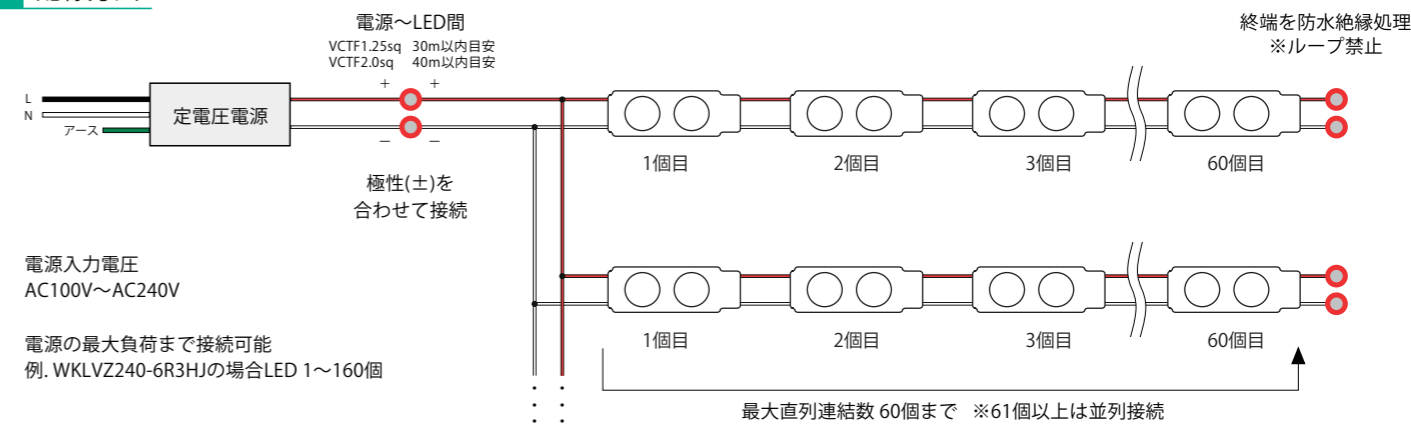 電源～LED間
VCTF1.25sq 30m以内目安
VCTF2.0sq 40m以内目安
終端を防水絶縁処理
※ループ禁止
+ +
L
N
アース
定電圧電源
− −
極性(±)を
合わせて接続
1個目 2個目 3個目 60個目
電源入力電圧
AC100V～AC240V
電源の最大負荷まで接続可能
例. WKLVZ240-6R3HJの場合LED 1～160個
1個目 2個目 3個目 60個目
最大直列連結数 60個まで ※61個以上は並列接続